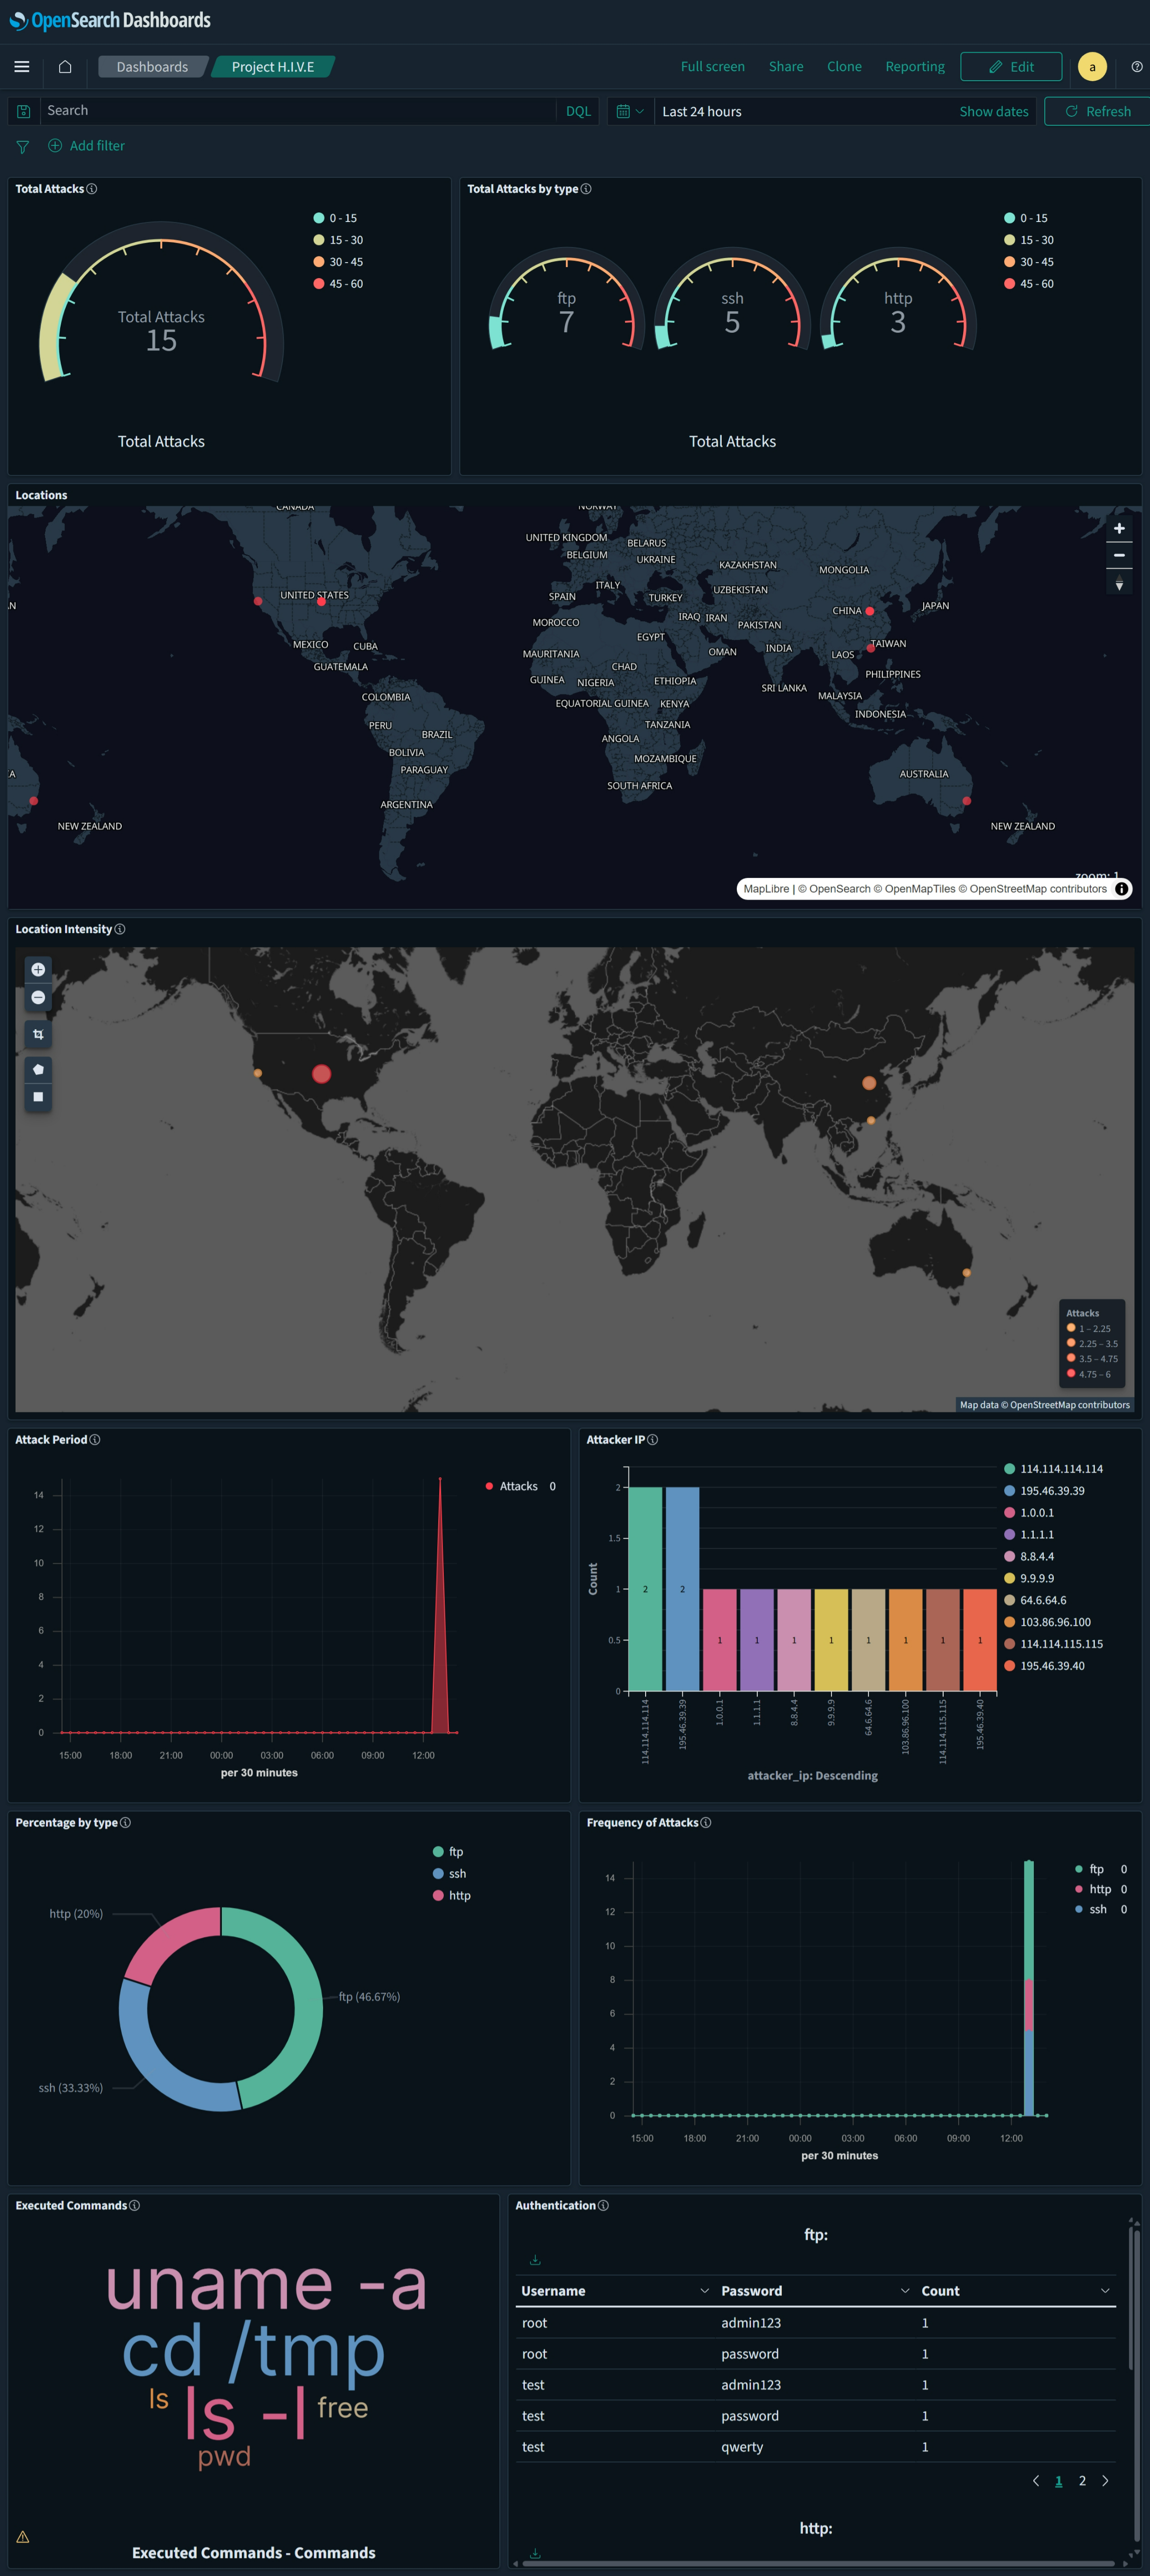 OpenSearch Dashboards
Dashboards
Project H.I.V.E
Full screen
Share
Clone
Reporting
Edit
a
Search
DQL
Last 24 hours
Show dates
Refresh
Add filter
Total Attacks
0 - 15
15 - 30
30 - 45
45 - 60
Total Attacks
15
Total Attacks
Total Attacks by type
0 - 15
15 - 30
30 - 45
45 - 60
ftp
7
ssh
5
http
3
Total Attacks
Locations
CANADA
NORWAY
UNITED KINGDOM
BELARUS
BELGIUM
UKRAINE
KAZAKHSTAN
MONGOLIA
ITALY
UZBEKISTAN
UNITED STATES
SPAIN
TURKEY
AN
JAPAN
CHINA
IRAQ
IRAN
MOROCCO
PAKISTAN
EGYPT
MEXICO
CUBA
INDIA
TAIWAN
MAURITANIA
OMAN
LAOS
GUATEMALA
CHAD
PHILIPPINES
GUINEA
NIGERIA
ETHIOPIA
SRI LANKA
MALAYSIA
COLOMBIA
EQUATORIAL GUINEA
KENYA
INDONESIA
PERU
TANZANIA
BRAZIL
ANGOLA
BOLIVIA
MOZAMBIQUE
PARAGUAY
IA
AUSTRALIA
SOUTH AFRICA
ARGENTINA
NEW ZEALAND
NEW ZEALAND
zoom: 1
MapLibre | © OpenSearch © OpenMapTiles © OpenStreetMap contributors
Location Intensity
Attacks
1 – 2.25
2.25 – 3.5
3.5 – 4.75
4.75 – 6
Map data © OpenStreetMap contributors
Attack Period
Attacks 0
14
12
10
8
6
4
2
0
15:00
18:00
21:00
00:00
03:00
06:00
09:00
12:00
per 30 minutes
Attacker IP
114.114.114.114
195.46.39.39
1.0.0.1
1.1.1.1
8.8.4.4
9.9.9.9
64.6.64.6
103.86.96.100
114.114.115.115
195.46.39.40
2
1.5
1
0.5
0
Count
2
2
1
1
1
1
1
1
1
1
114.114.114.114
195.46.39.39
1.0.0.1
1.1.1.1
8.8.4.4
9.9.9.9
64.6.64.6
103.86.96.100
114.114.115.115
195.46.39.40
attacker_ip: Descending
Percentage by type
ftp
ssh
http
http (20%)
ftp (46.67%)
ssh (33.33%)
Frequency of Attacks
ftp 0
http 0
ssh 0
14
12
10
8
6
4
2
0
15:00
18:00
21:00
00:00
03:00
06:00
09:00
12:00
per 30 minutes
Executed Commands
uname -a
cd /tmp
ls
ls -l
free
pwd
Executed Commands - Commands
Authentication
ftp:
Username Password Count
root admin123 1
root password 1
test admin123 1
test password 1
test qwerty 1
1 2
http: